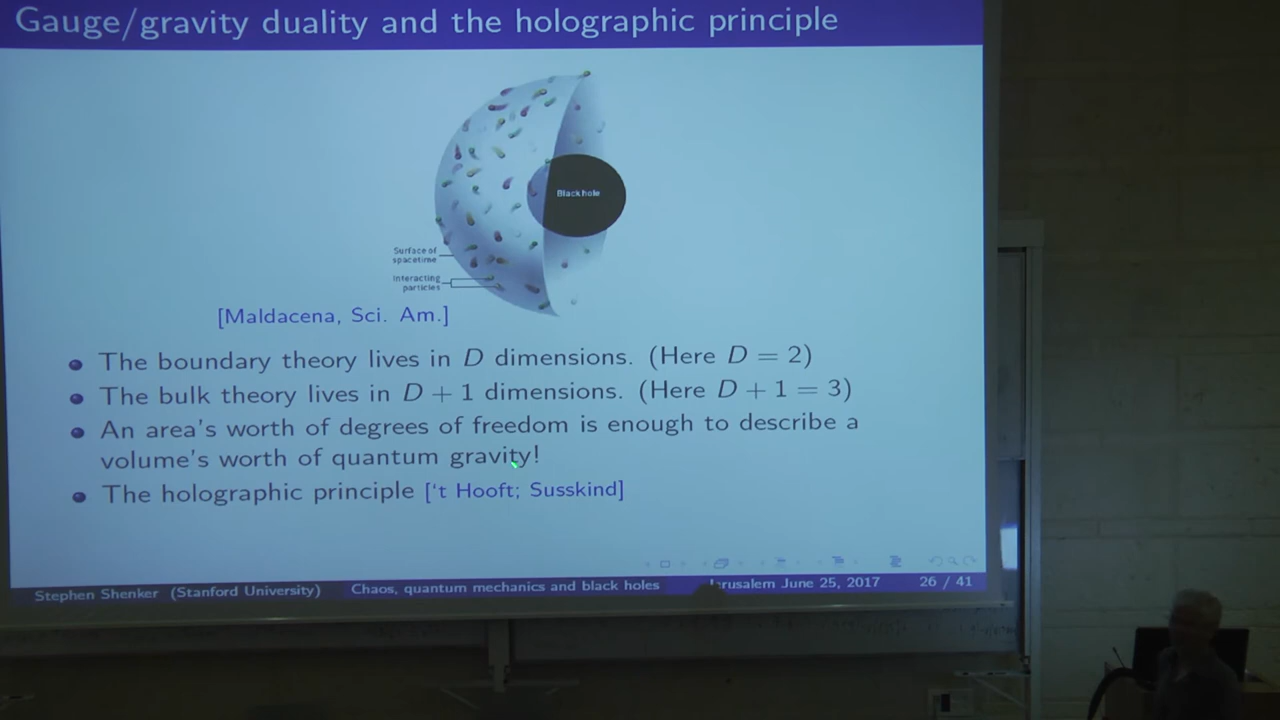 Gauge/gravity duality and the holographic principle
Black hole
Surface of
spacetime
Interacting
particles
[Maldacena, Sci. Am.]
The boundary theory lives in D dimensions. (Here D = 2)
The bulk theory lives in D + 1 dimensions. (Here D + 1 = 3)
An area's worth of degrees of freedom is enough to describe a
volume's worth of quantum gravity!
The holographic principle ['t Hooft; Susskind]
Stephen Shenker (Stanford University) Chaos, quantum mechanics and black holes Jerusalem June 25, 2017 26 / 41